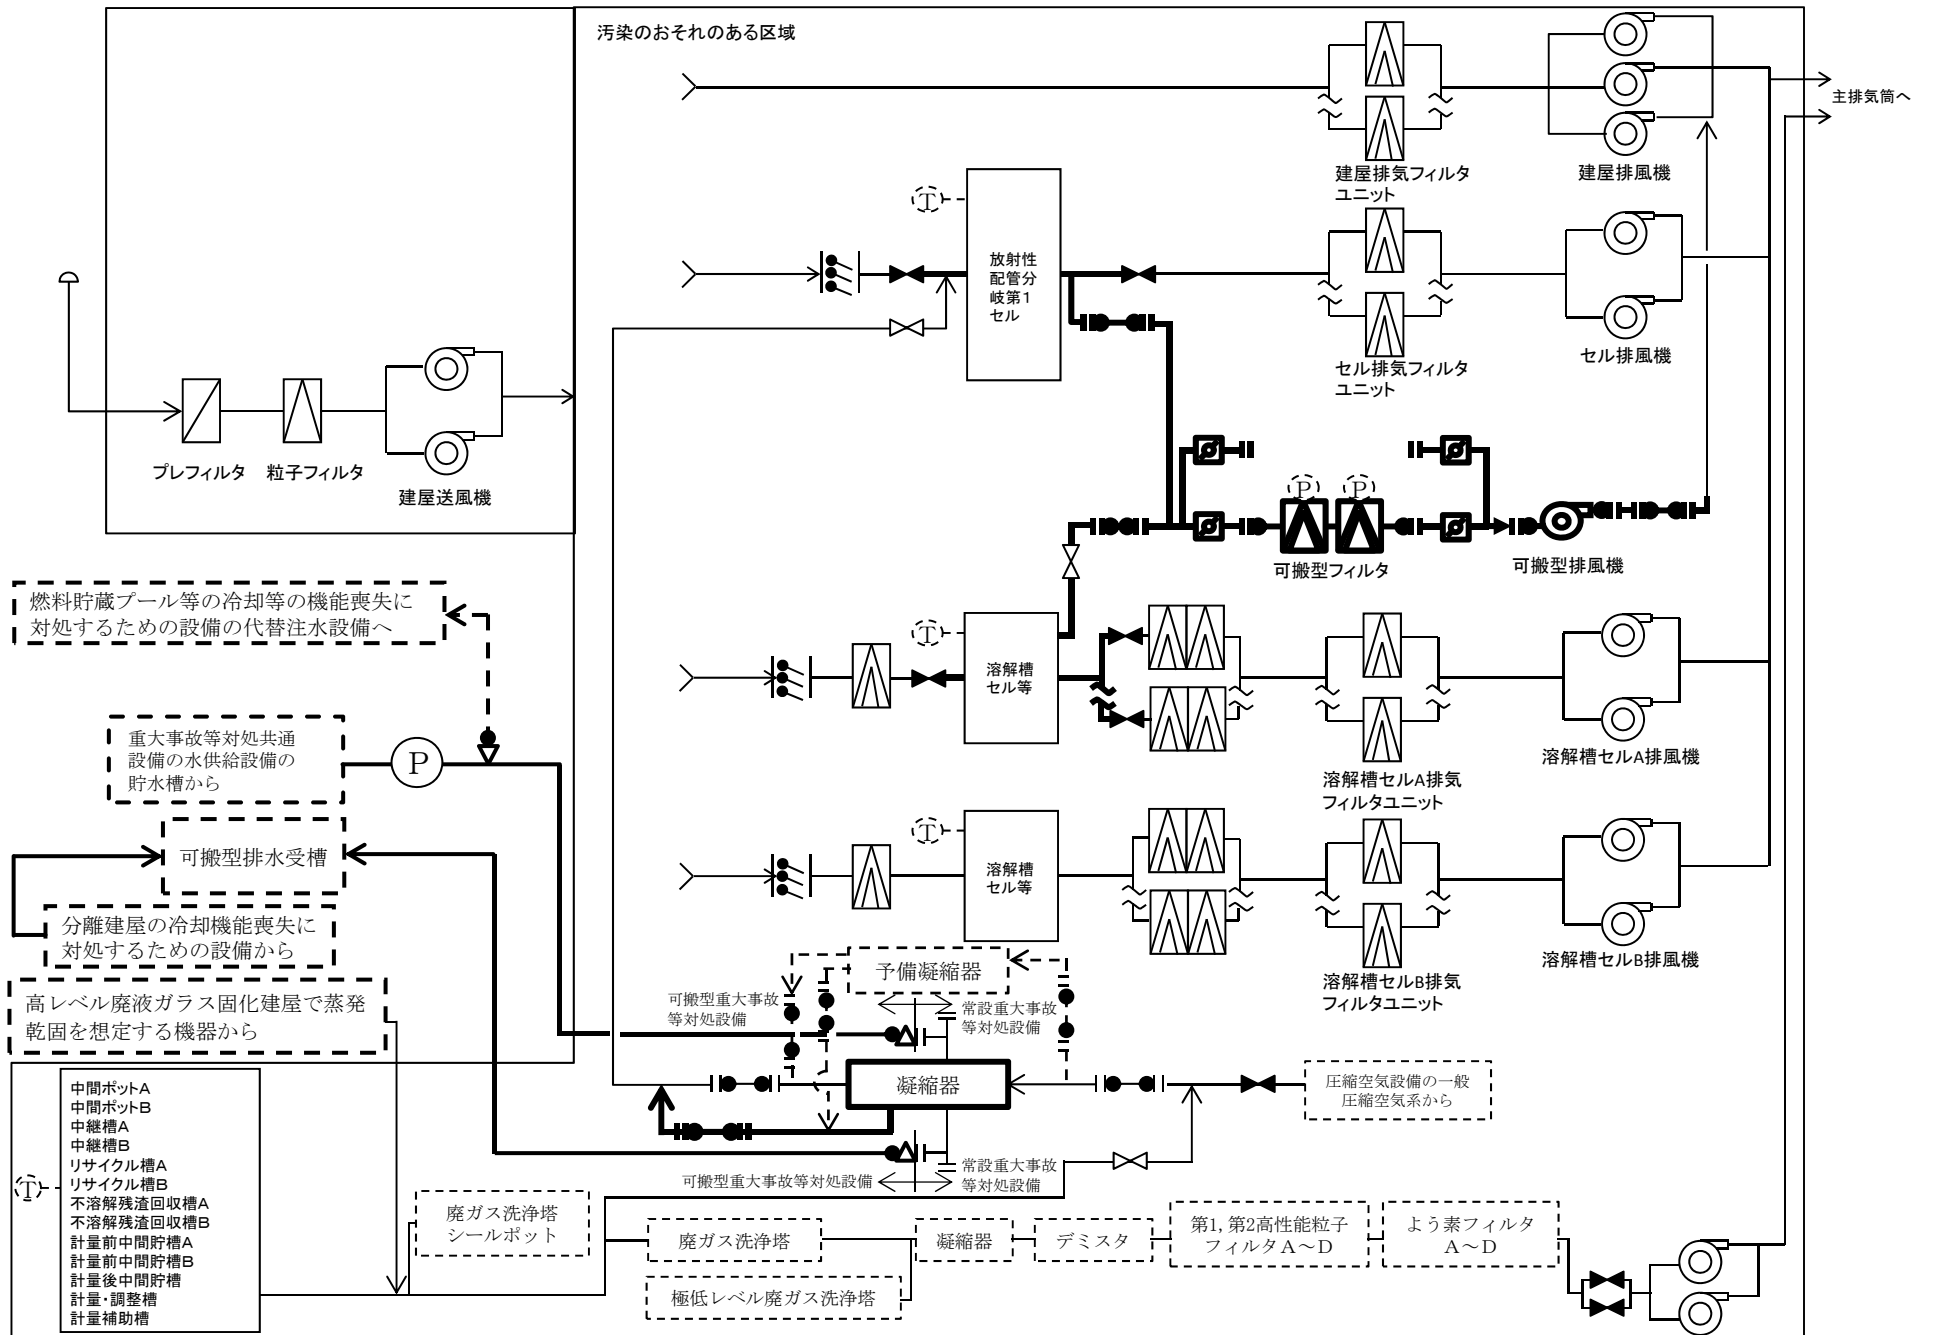 汚染のおそれのある区域
主排気筒へ
建屋排気フィルタ
ユニット
建屋排風機
T
放射性
配管分
岐第1
セル
セル排気フィルタ
ユニット
セル排風機
プレフィルタ
粒子フィルタ
建屋送風機
P
P
可搬型フィルタ
可搬型排風機
燃料貯蔵プール等の冷却等の機能喪失に
対処するための設備の代替注水設備へ
T
溶解槽
セル等
溶解槽セルA排気
フィルタユニット
溶解槽セルA排風機
重大事故等対処共通
設備の水供給設備の
貯水槽から
P
可搬型排水受槽
分離建屋の冷却機能喪失に
対処するための設備から
T
溶解槽
セル等
溶解槽セルB排気
フィルタユニット
溶解槽セルB排風機
高レベル廃液ガラス固化建屋で蒸発
乾固を想定する機器から
予備凝縮器
可搬型重大事故
等対処設備
常設重大事故
等対処設備
凝縮器
圧縮空気設備の一般
圧縮空気系から
可搬型重大事故等対処設備
常設重大事故
等対処設備
T
中間ポットA
中間ポットB
中継槽A
中継槽B
リサイクル槽A
リサイクル槽B
不溶解残渣回収槽A
不溶解残渣回収槽B
計量前中間貯槽A
計量前中間貯槽B
計量後中間貯槽
計量・調整槽
計量補助槽
廃ガス洗浄塔
シールポット
廃ガス洗浄塔
極低レベル廃ガス洗浄塔
凝縮器
デミスタ
第1,第2高性能粒子
フィルタA～D
よう素フィルタ
A～D